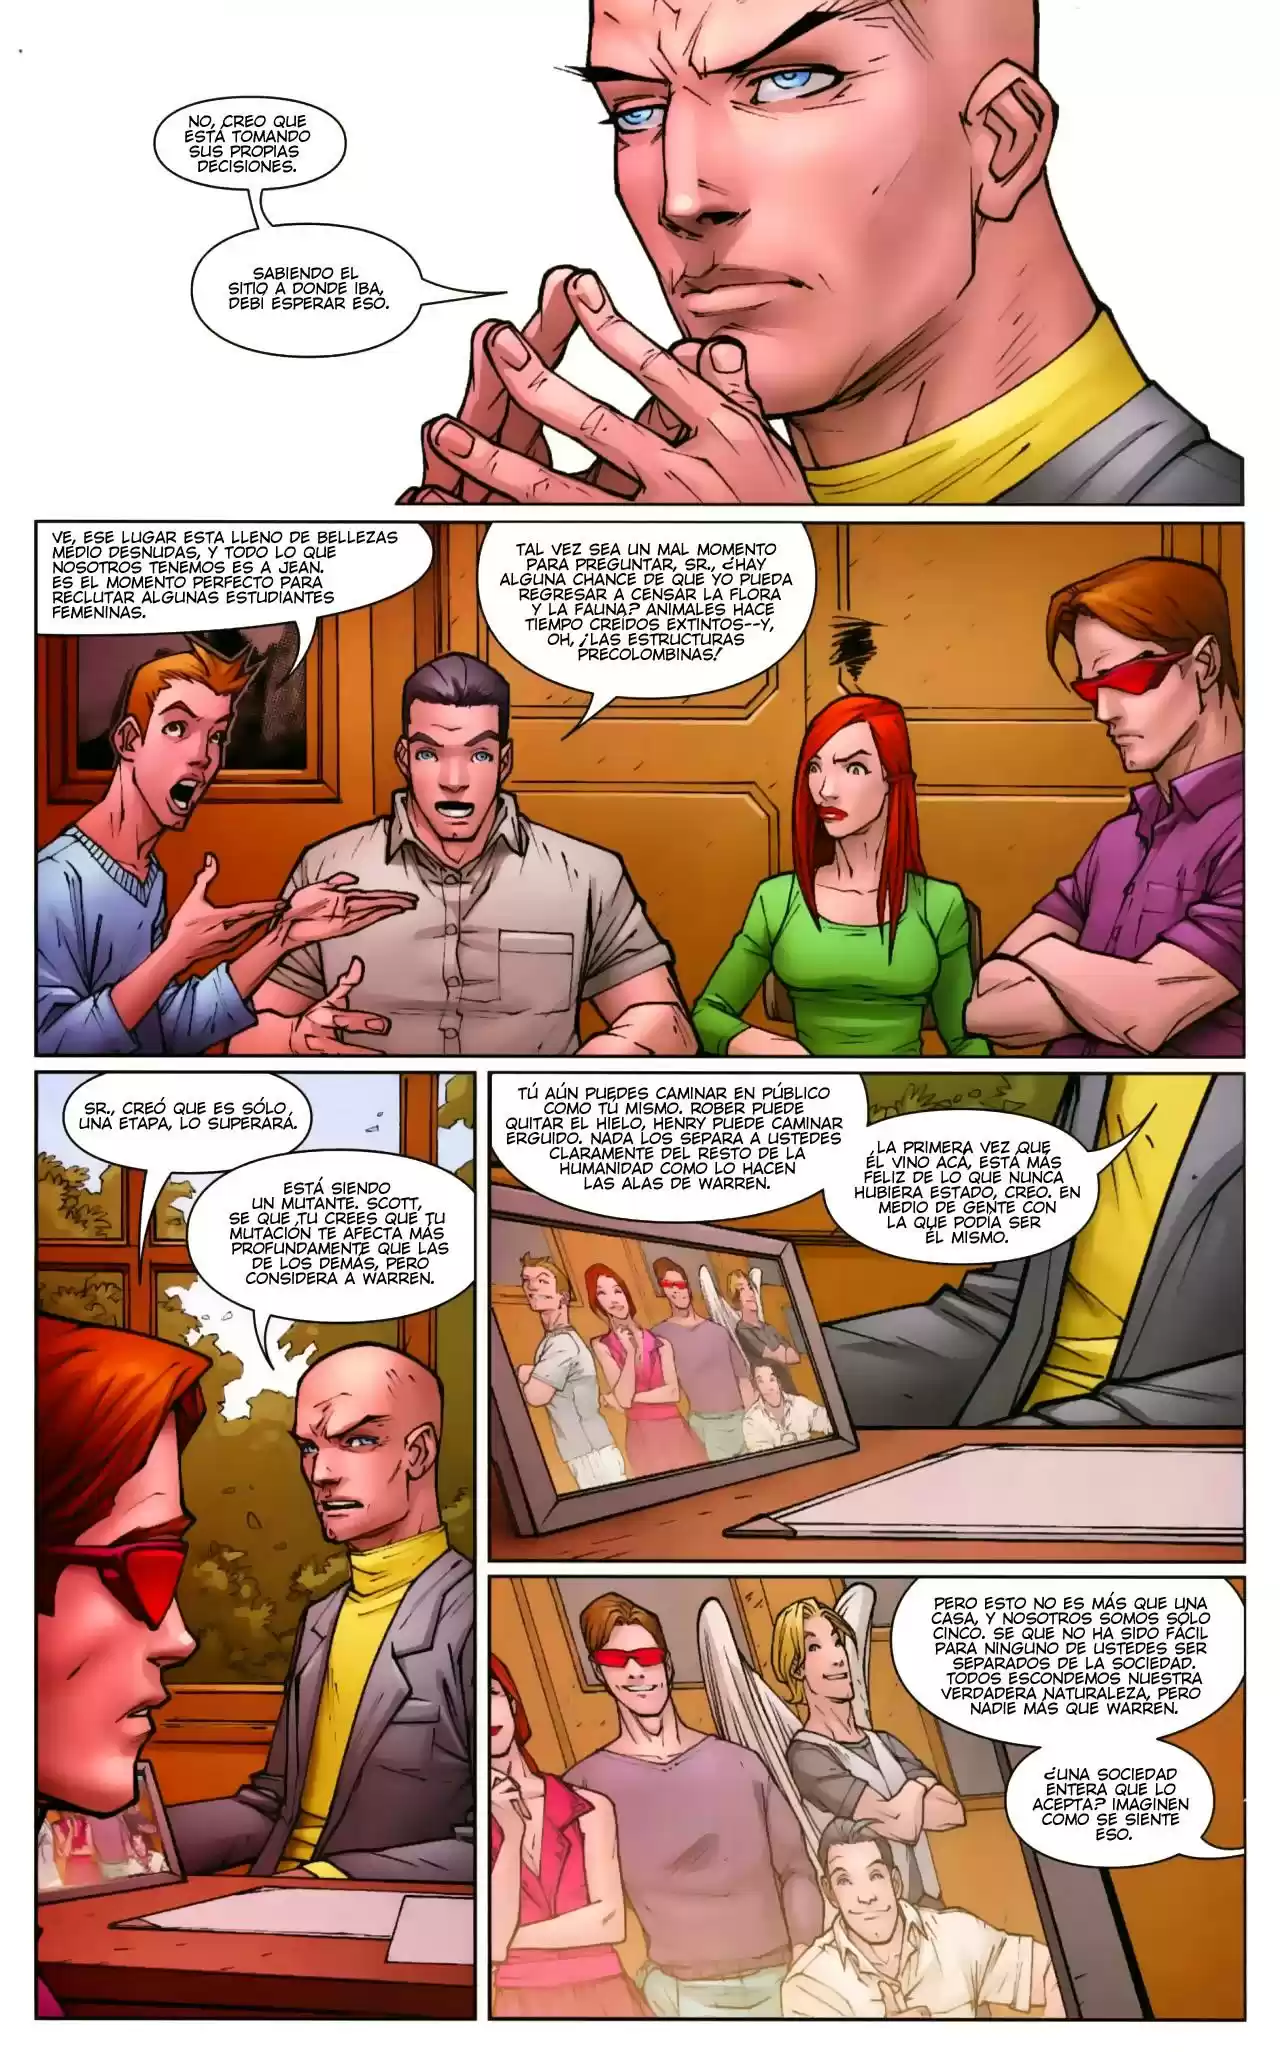 NO, CREO QUE
ESTÁ TOMANDO
SUS PROPIAS
DECISIONES.
SABIENDO EL
SITIO A DONDE IBA,
DEBÍ ESPERAR ESO.
VE, ESE LUGAR ESTA LLENO DE BELLEZAS
MEDIO DESNUDAS, Y TODO LO QUE
NOSOTROS TENEMOS ES A JEAN.
ES EL MOMENTO PERFECTO PARA
RECLUTAR ALGUNAS ESTUDIANTES
FEMENINAS.
TAL VEZ SEA UN MAL MOMENTO
PARA PREGUNTAR, SR., ¿HAY
ALGUNA CHANCE DE QUE YO PUEDA
REGRESAR A CENSAR LA FLORA
Y LA FAUNA? ANIMALES HACE
TIEMPO CREÍDOS EXTINTOS--Y,
OH, ¡LAS ESTRUCTURAS
PRECOLOMBINAS!
SR., CREÓ QUE ES SÓLO
UNA ETAPA, LO SUPERARÁ.
ESTÁ SIENDO
UN MUTANTE. SCOTT,
SE QUE TU CREES QUE TU
MUTACIÓN TE AFECTA MÁS
PROFUNDAMENTE QUE LAS
DE LOS DEMÁS, PERO
CONSIDERA A WARREN.
TÚ AÚN PUEDES CAMINAR EN PÚBLICO
COMO TÚ MISMO. ROBER PUEDE
QUITAR EL HIELO, HENRY PUEDE CAMINAR
ERGUIDO. NADA LOS SEPARA A USTEDES
CLARAMENTE DEL RESTO DE LA
HUMANIDAD COMO LO HACEN
LAS ALAS DE WARREN.
LA PRIMERA VEZ QUE
ÉL VINO ACÁ, ESTÁ MÁS
FELIZ DE LO QUE NUNCA
HUBIERA ESTADO, CREO. EN
MEDIO DE GENTE CON
LA QUE PODÍA SER
ÉL MISMO.
PERO ESTO NO ES MÁS QUE UNA
CASA, Y NOSOTROS SOMOS SÓLO
CINCO. SE QUE NO HA SIDO FÁCIL
PARA NINGUNO DE USTEDES SER
SEPARADOS DE LA SOCIEDAD.
TODOS ESCONDEMOS NUESTRA
VERDADERA NATURALEZA, PERO
NADIE MÁS QUE WARREN.
¿UNA SOCIEDAD
ENTERA QUE LO
ACEPTA? IMAGINEN
COMO SE SIENTE
ESO.